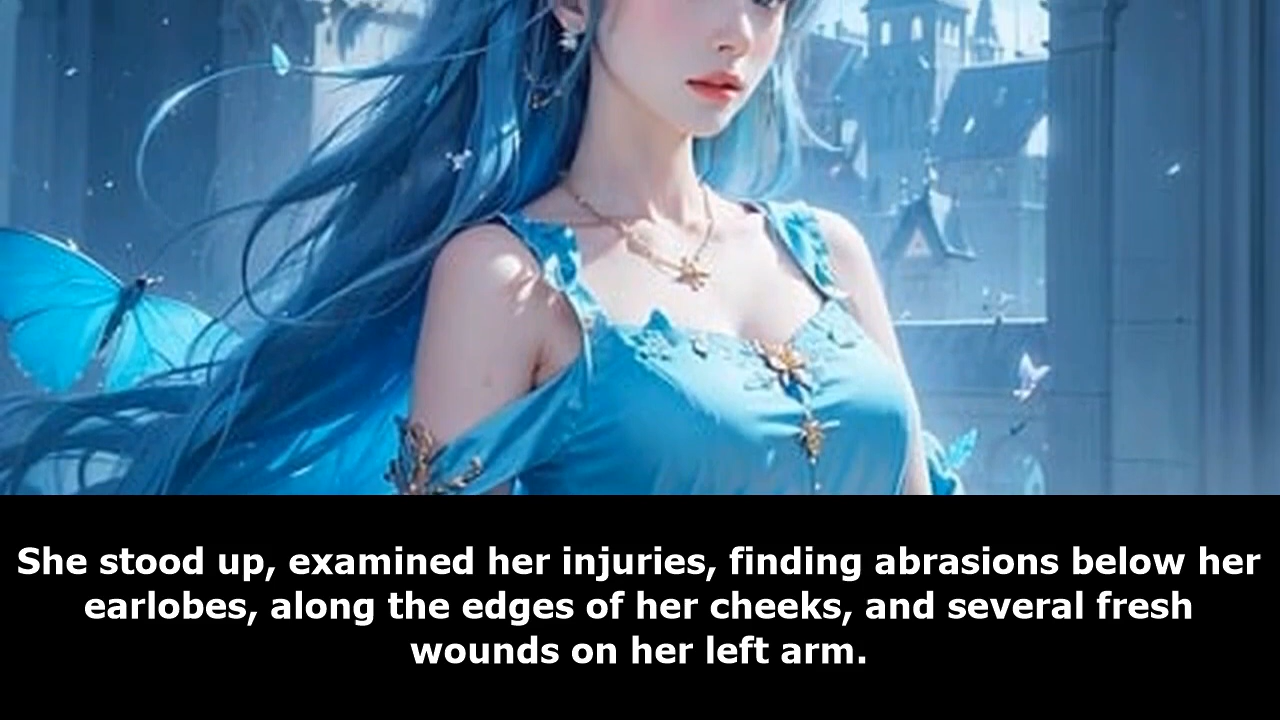 She stood up, examined her injuries, finding abrasions below her
earlobes, along the edges of her cheeks, and several fresh
wounds on her left arm.